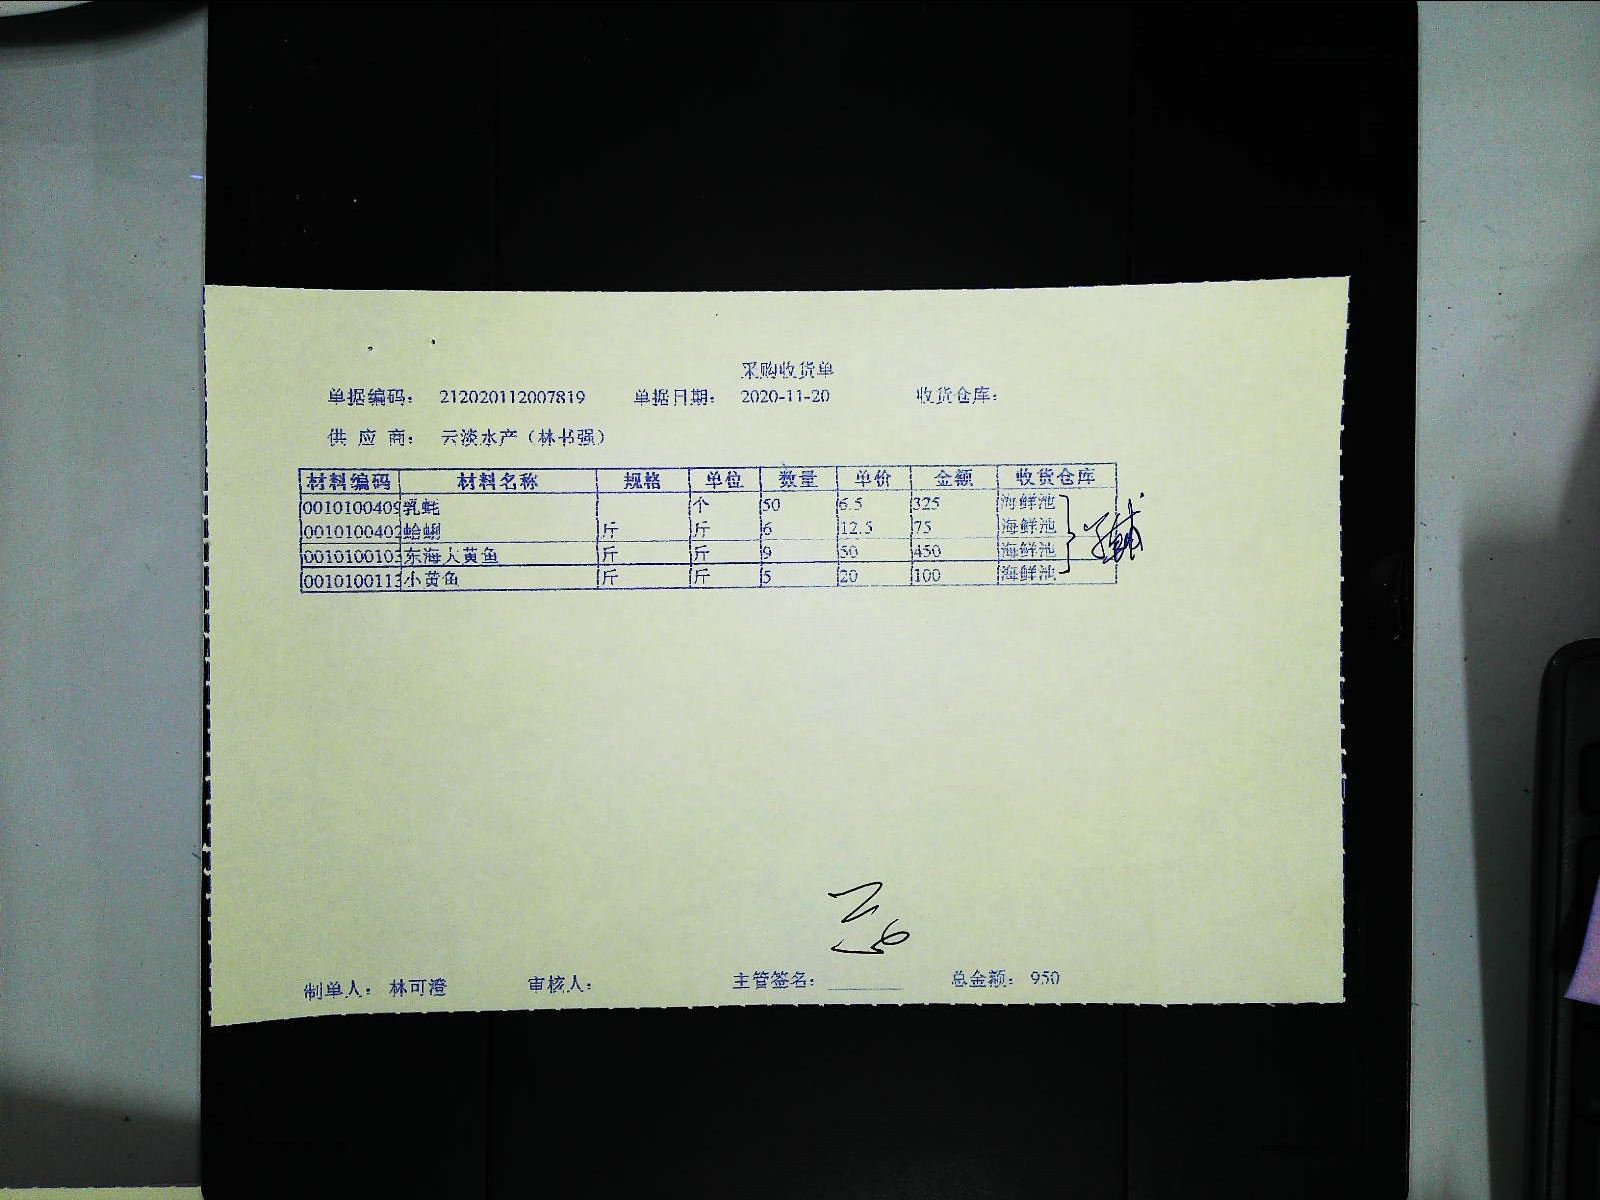 采购收货单
单据编码： 212020112007819 单据日期： 2020-11-20 收货仓库：
供 应 商： 云淡水产（林书强）
材料编码 材料名称 规格 单位 数量 单价 金额 收货仓库
0010100409 乳蚝 个 50 6.5 325 海鲜池
001010040 蛤蜊 斤 斤 6 12.5 75 海鲜池
001010010 东海大黄鱼 斤 斤 9 50 450 海鲜池
001010011 小黄鱼 斤 斤 5 20 100 海鲜池
制单人： 林可澄 审核人： 主管签名： 总金额： 950